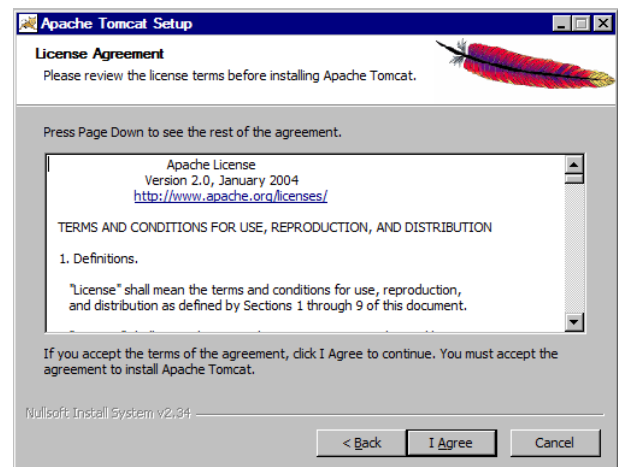 Apache Tomcat Setup
License Agreement
Please review the license terms before installing Apache Tomcat.
Press Page Down to see the rest of the agreement.
Apache License
Version 2.0, January 2004
http://www.apache.org/licenses/
TERMS AND CONDITIONS FOR USE, REPRODUCTION, AND DISTRIBUTION
1. Definitions.
"License" shall mean the terms and conditions for use, reproduction,
and distribution as defined by Sections 1 through 9 of this document.
If you accept the terms of the agreement, click I Agree to continue. You must accept the
agreement to install Apache Tomcat.
Nullsoft Install System v2.34
< Back I Agree Cancel